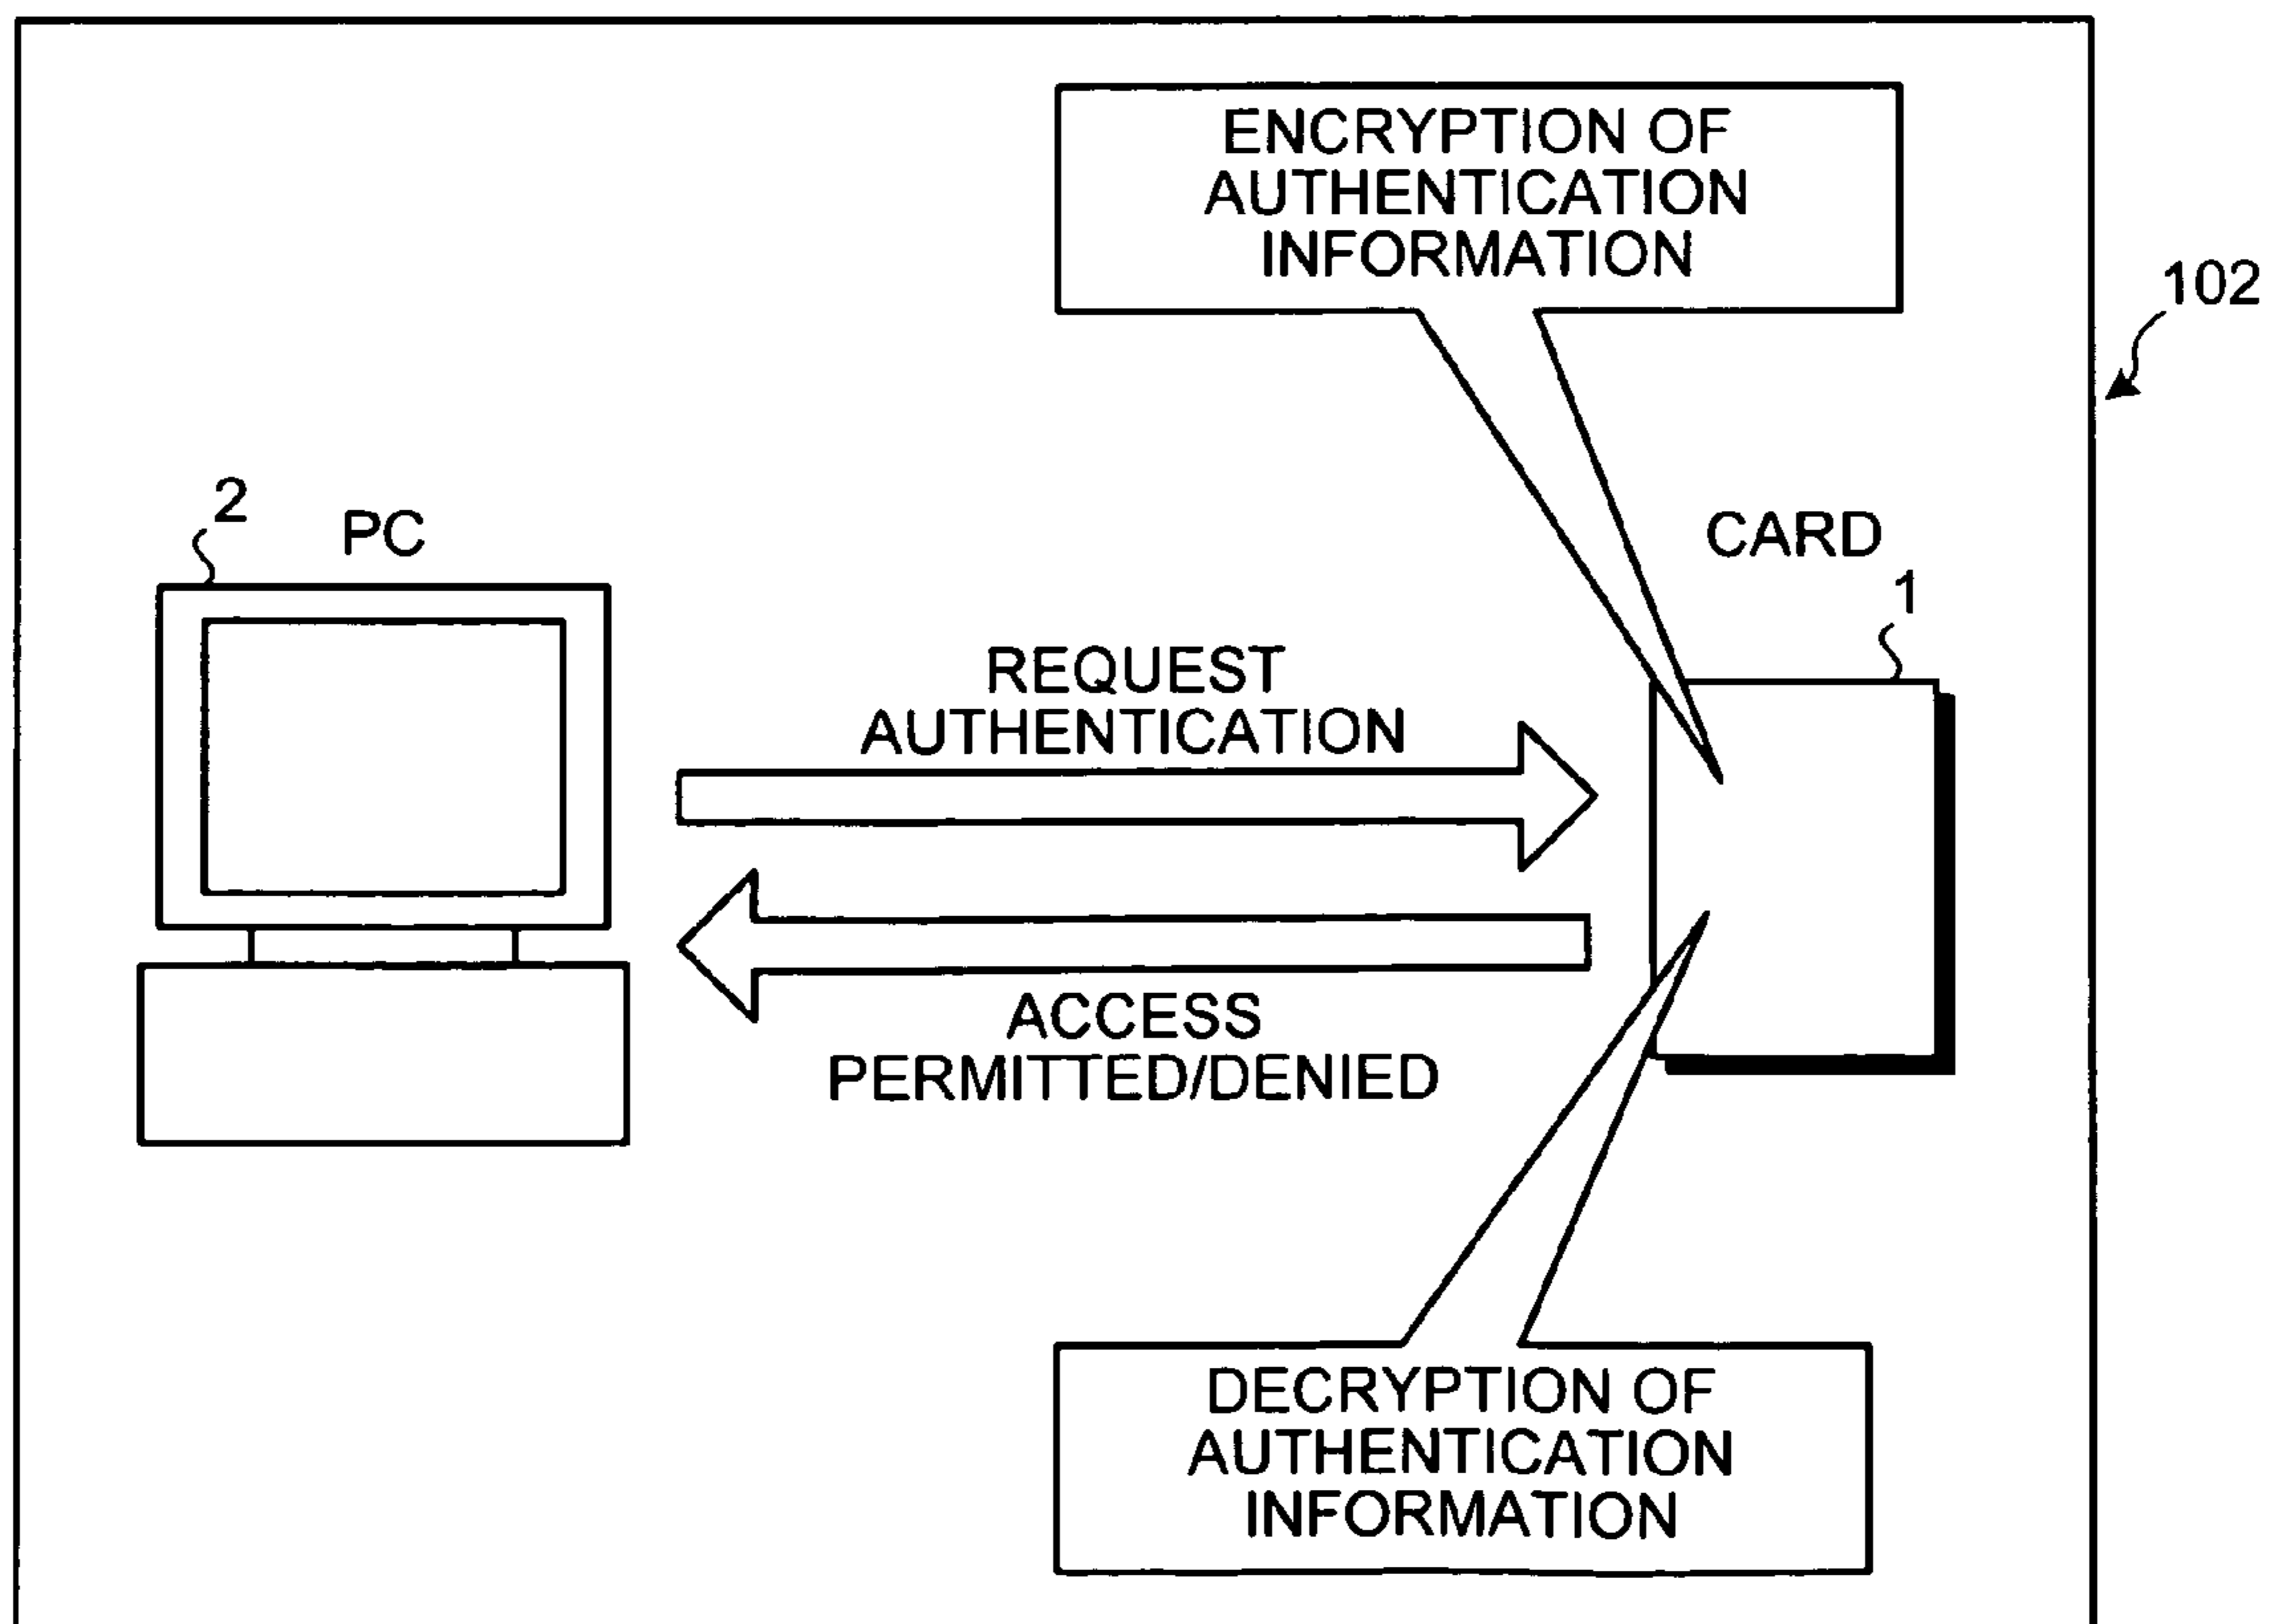 ENCRYPTION OF
AUTHENTICATION
INFORMATION
102
2
PC
CARD
1
REQUEST
AUTHENTICATION
ACCESS
PERMITTED/DENIED
DECRYPTION OF
AUTHENTICATION
INFORMATION